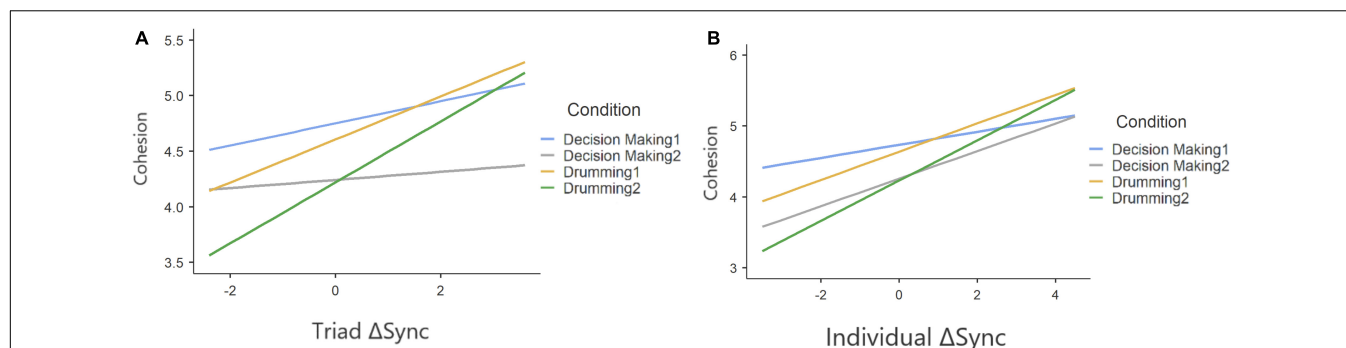 A
5.5
5.0
4.5
4.0
3.5
Cohesion
-2
0
2
Triad ΔSync
Condition
Decision Making1
Decision Making2
Drumming1
Drumming2
B
6
5
4
3
Cohesion
-2
0
2
4
Individual ΔSync
Condition
Decision Making1
Decision Making2
Drumming1
Drumming2